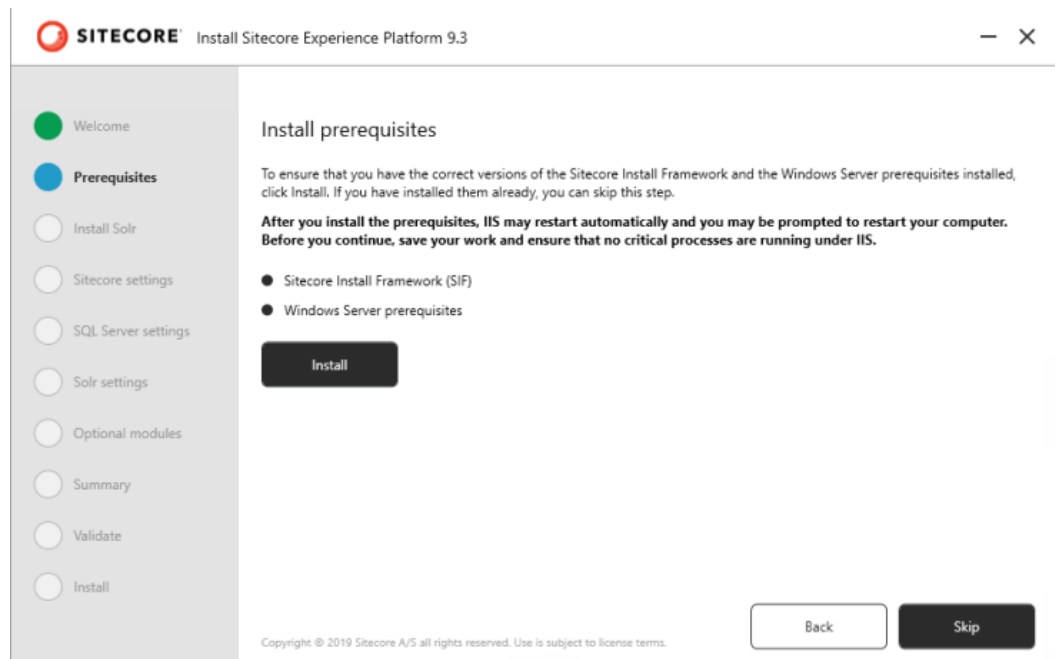 SITECORE Install Sitecore Experience Platform 9.3
Welcome
Prerequisites
Install Solr
Sitecore settings
SQL Server settings
Solr settings
Optional modules
Summary
Validate
Install
Install prerequisites
To ensure that you have the correct versions of the Sitecore Install Framework and the Windows Server prerequisites installed,
click Install. If you have installed them already, you can skip this step.
After you install the prerequisites, IIS may restart automatically and you may be prompted to restart your computer.
Before you continue, save your work and ensure that no critical processes are running under IIS.
Sitecore Install Framework (SIF)
Windows Server prerequisites
Install
Back
Skip
Copyright © 2019 Sitecore A/S all rights reserved. Use is subject to license terms.